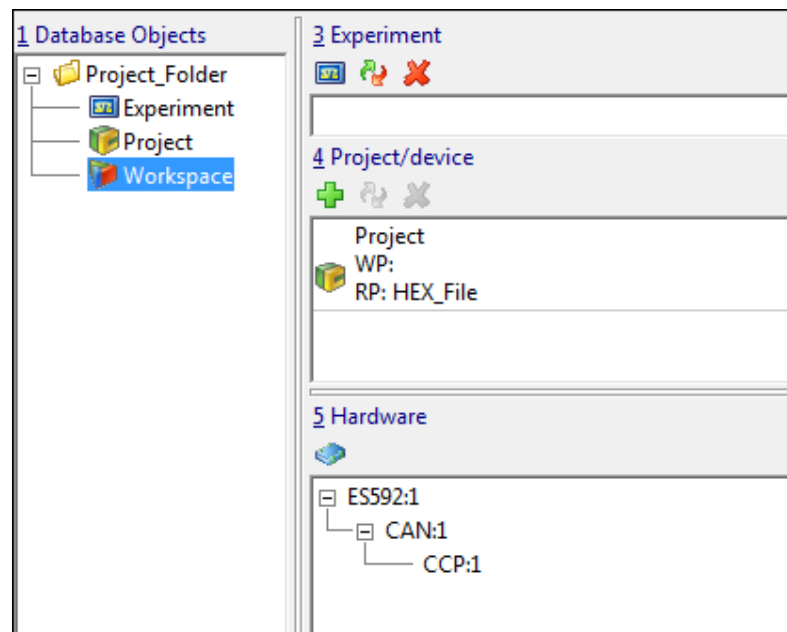 1 Database Objects
Project_Folder
Experiment
Project
Workspace
3 Experiment
4 Project/device
Project
WP:
RP: HEX_File
5 Hardware
ES592:1
CAN:1
CCP:1